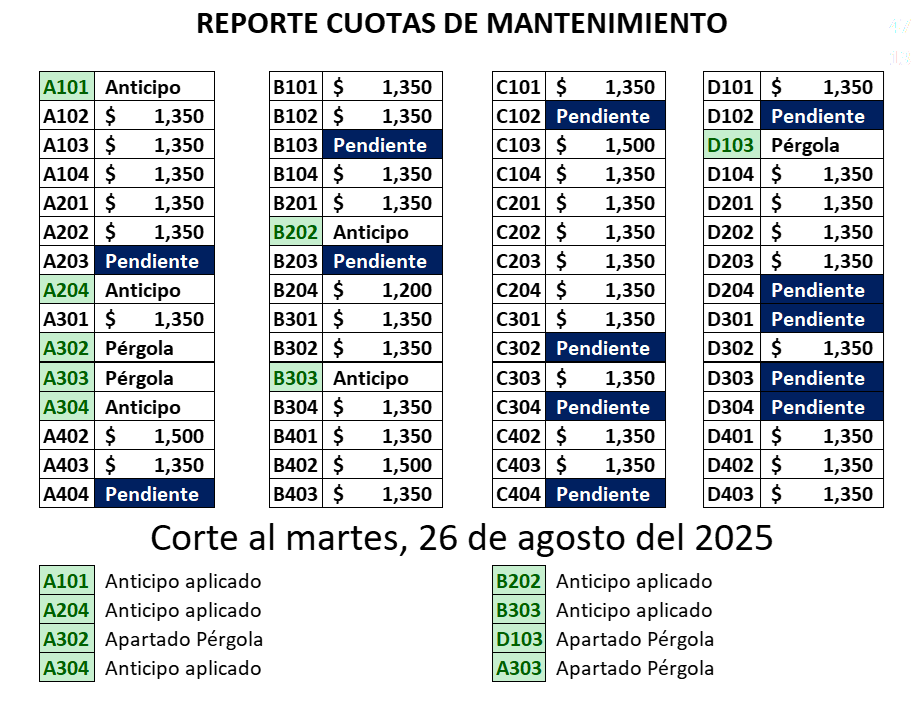 REPORTE CUOTAS DE MANTENIMIENTO
A101 Anticipo B101 $ 1,350 C101 $ 1,350 D101 $ 1,350
A102 $ 1,350 B102 $ 1,350 C102 Pendiente D102 Pendiente
A103 $ 1,350 B103 Pendiente C103 $ 1,500 D103 Pérgola
A104 $ 1,350 B104 $ 1,350 C104 $ 1,350 D104 $ 1,350
A201 $ 1,350 B201 $ 1,350 C201 $ 1,350 D201 $ 1,350
A202 $ 1,350 B202 Anticipo C202 $ 1,350 D202 $ 1,350
A203 Pendiente B203 Pendiente C203 $ 1,350 D203 $ 1,350
A204 Anticipo B204 $ 1,200 C204 $ 1,350 D204 Pendiente
A301 $ 1,350 B301 $ 1,350 C301 $ 1,350 D301 Pendiente
A302 Pérgola B302 $ 1,350 C302 Pendiente D302 $ 1,350
A303 Pérgola B303 Anticipo C303 $ 1,350 D303 Pendiente
A304 Anticipo B304 $ 1,350 C304 Pendiente D304 Pendiente
A402 $ 1,500 B401 $ 1,350 C402 $ 1,350 D401 $ 1,350
A403 $ 1,350 B402 $ 1,500 C403 $ 1,350 D402 $ 1,350
A404 Pendiente B403 $ 1,350 C404 Pendiente D403 $ 1,350
Corte al martes, 26 de agosto del 2025
A101 Anticipo aplicado B202 Anticipo aplicado
A204 Anticipo aplicado B303 Anticipo aplicado
A302 Apartado Pérgola D103 Apartado Pérgola
A304 Anticipo aplicado A303 Apartado Pérgola